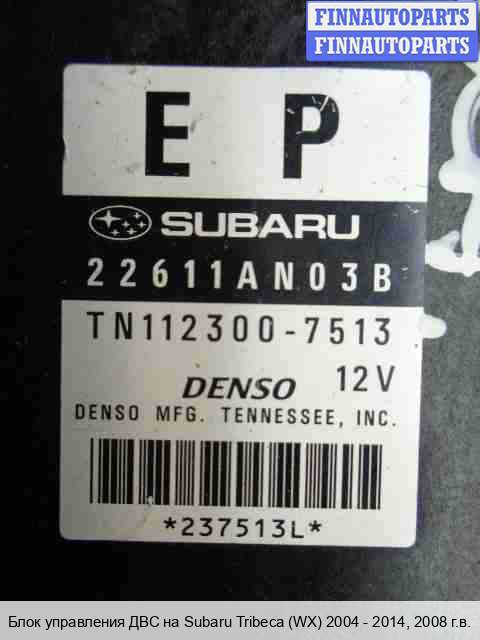 FINNAUTOPARTS
FINNAUTOPARTS
E P
SUBARU
22611AN03B
TN112300-7513
DENSO 12V
DENSO MFG. TENNESSEE, INC.
*237513L*
Блок управления ДВС на Subaru Tribeca (WX) 2004 - 2014, 2008 г.в.